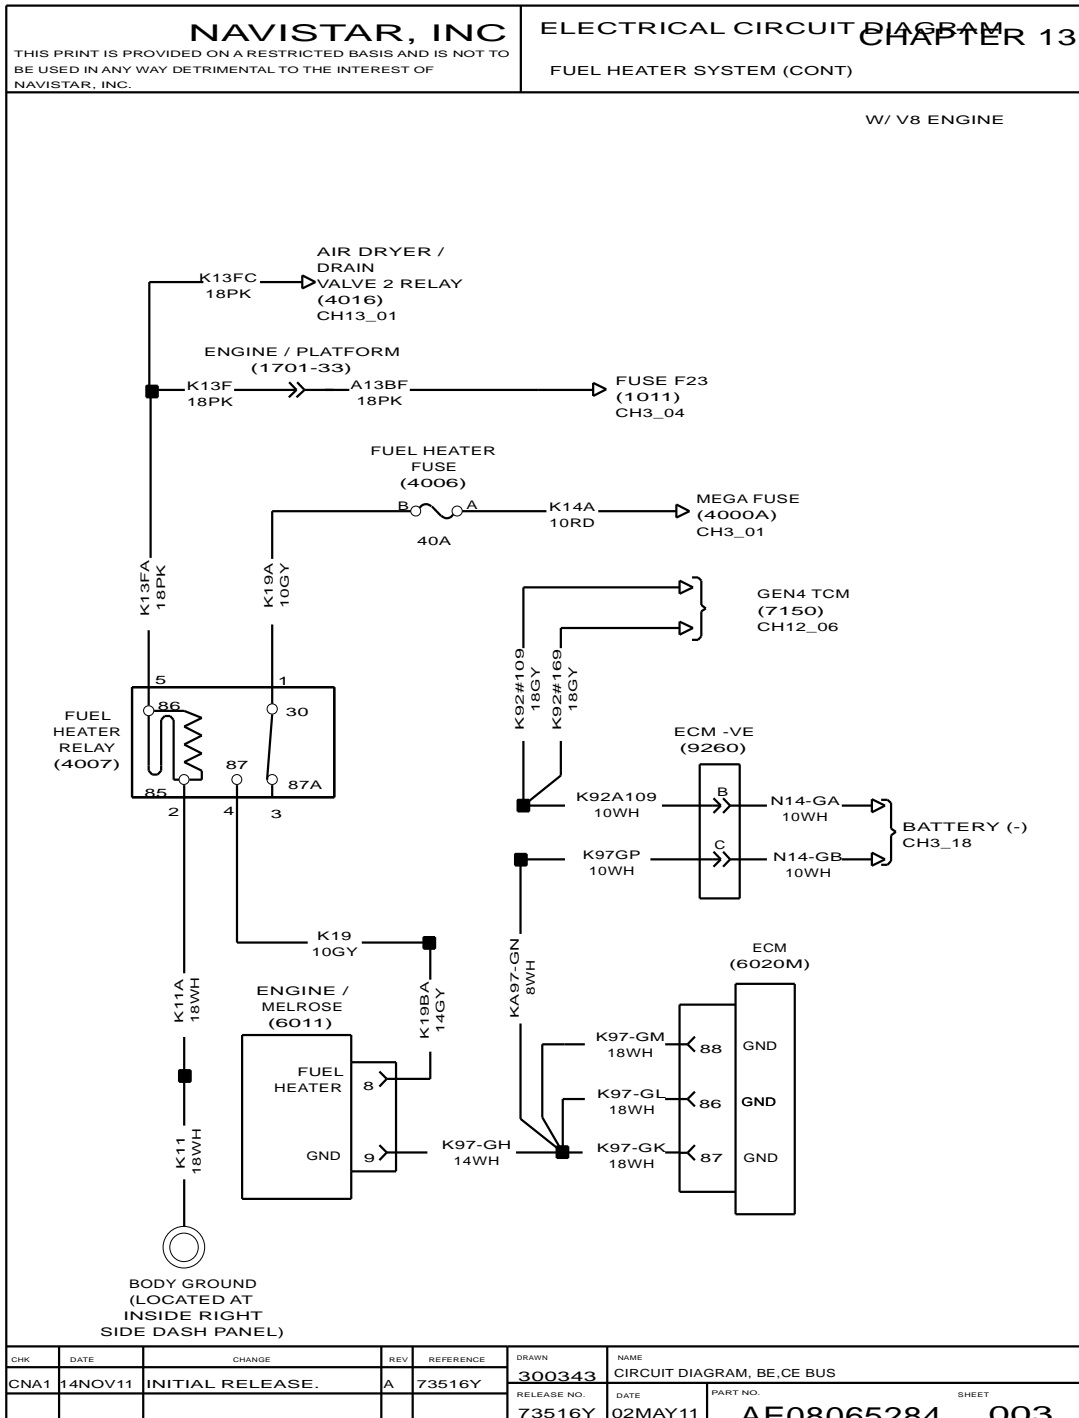 NAVISTAR, INC
THIS PRINT IS PROVIDED ON A RESTRICTED BASIS AND IS NOT TO
BE USED IN ANY WAY DETRIMENTAL TO THE INTEREST OF
NAVISTAR, INC.
ELECTRICAL CIRCUIT DIAGRAM
CHAPTER 13
FUEL HEATER SYSTEM (CONT)
W/ V8 ENGINE
AIR DRYER /
DRAIN
VALVE 2 RELAY
(4016)
CH13_01
K13FC
18PK
ENGINE / PLATFORM
(1701-33)
K13F
18PK
A13BF
18PK
FUSE F23
(1011)
CH3_04
FUEL HEATER
FUSE
(4006)
B
A
40A
K14A
10RD
MEGA FUSE
(4000A)
CH3_01
K13FA
18PK
K19A
10GY
GEN4 TCM
(7150)
CH12_06
K92#109
18GY
K92#169
18GY
5
1
86
30
FUEL
HEATER
RELAY
(4007)
87
87A
85
2
4
3
ECM -VE
(9260)
K92A109
10WH
B
N14-GA
10WH
BATTERY (-)
CH3_18
K97GP
10WH
C
N14-GB
10WH
K19
10GY
K11A
18WH
K19BA
14GY
KA97-GN
8WH
ECM
(6020M)
ENGINE /
MELROSE
(6011)
FUEL
HEATER
8
GND
9
K97-GH
14WH
K97-GM
18WH
88
GND
K97-GL
18WH
86
GND
K97-GK
18WH
87
GND
K11
18WH
BODY GROUND
(LOCATED AT
INSIDE RIGHT
SIDE DASH PANEL)
CHK DATE CHANGE REV REFERENCE
CNA1 14NOV11 INITIAL RELEASE. A 73516Y
DRAWN
300343
NAME
CIRCUIT DIAGRAM, BE,CE BUS
RELEASE NO.
73516Y
DATE
02MAY11
PART NO.
AE08065284
SHEET
003